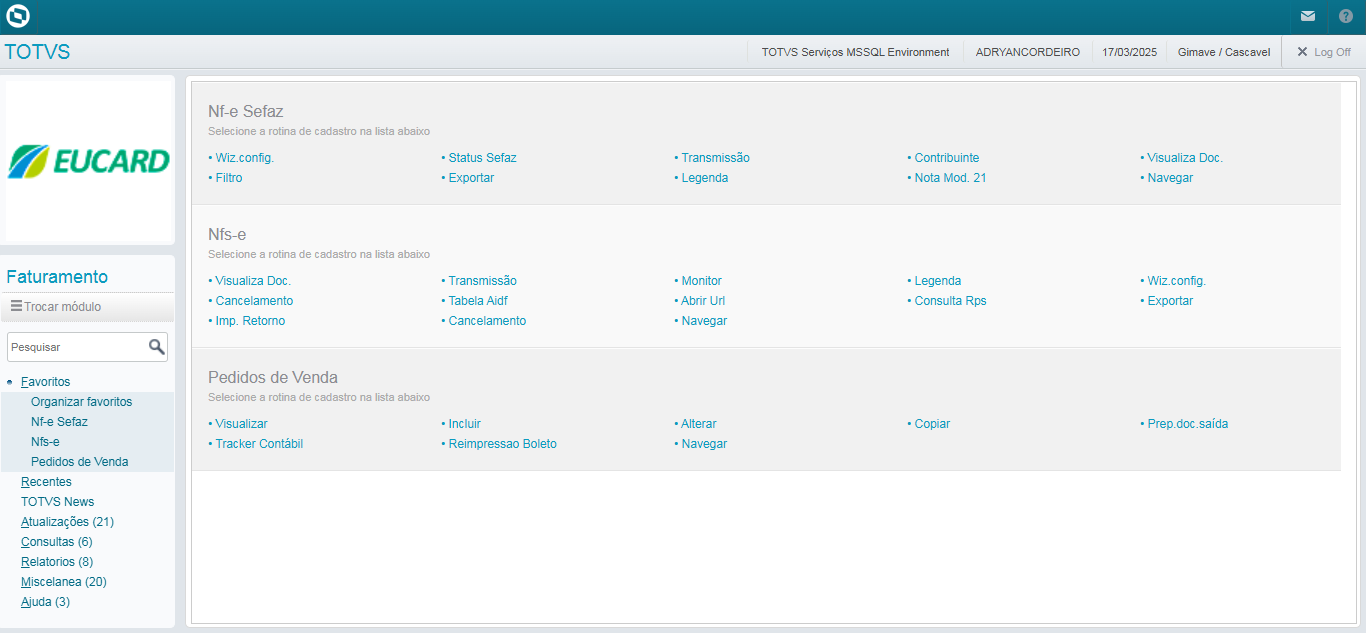 TOTVS
TOTVS Serviços MSSQL Environment ADRYANCORDEIRO 17/03/2025 Gimave / Cascavel Log Off
EUCARD
Faturamento
Trocar módulo
Pesquisar
Favoritos
Organizar favoritos
Nf-e Sefaz
Nfs-e
Pedidos de Venda
Recentes
TOTVS News
Atualizações (21)
Consultas (6)
Relatorios (8)
Miscelanea (20)
Ajuda (3)
Nf-e Sefaz
Selecione a rotina de cadastro na lista abaixo
• Wiz.config. • Status Sefaz • Transmissão • Contribuinte • Visualiza Doc.
• Filtro • Exportar • Legenda • Nota Mod. 21 • Navegar
Nfs-e
Selecione a rotina de cadastro na lista abaixo
• Visualiza Doc. • Transmissão • Monitor • Legenda • Wiz.config.
• Cancelamento • Tabela Aidf • Abrir Url • Consulta Rps • Exportar
• Imp. Retorno • Cancelamento • Navegar
Pedidos de Venda
Selecione a rotina de cadastro na lista abaixo
• Visualizar • Incluir • Alterar • Copiar • Prep.doc.saída
• Tracker Contábil • Reimpressao Boleto • Navegar